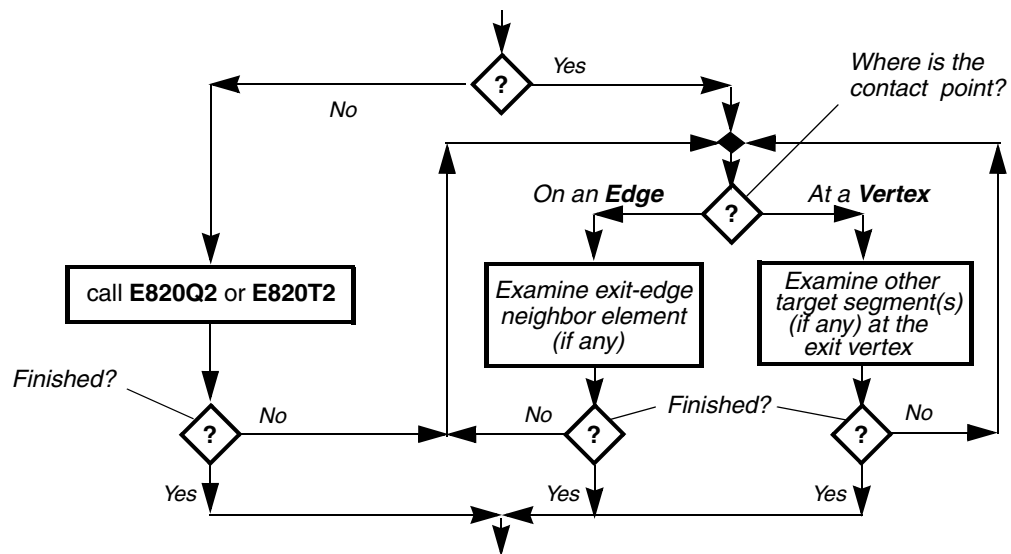 ?
Yes
No
Where is the
contact point?
On an Edge
?
At a Vertex
call E820Q2 or E820T2
Examine exit-edge
neighbor element
(if any)
Examine other
target segment(s)
(if any) at the
exit vertex
Finished?
?
No
Yes
No
?
Finished?
Yes
?
No
Yes